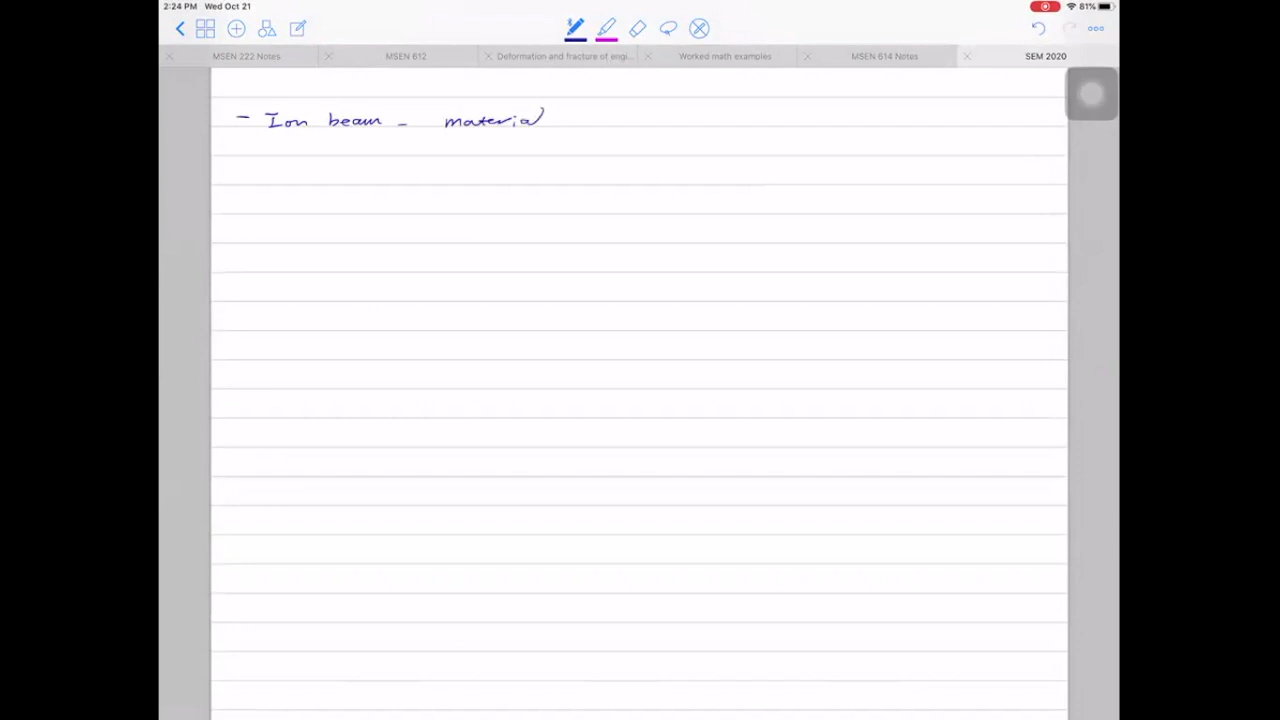 2:24 PM Wed Oct 21 81%
MSEN 222 Notes MSEN 612 Deformation and fracture of engi... Worked math examples MSEN 614 Notes SEM 2020
- Ion beam - material